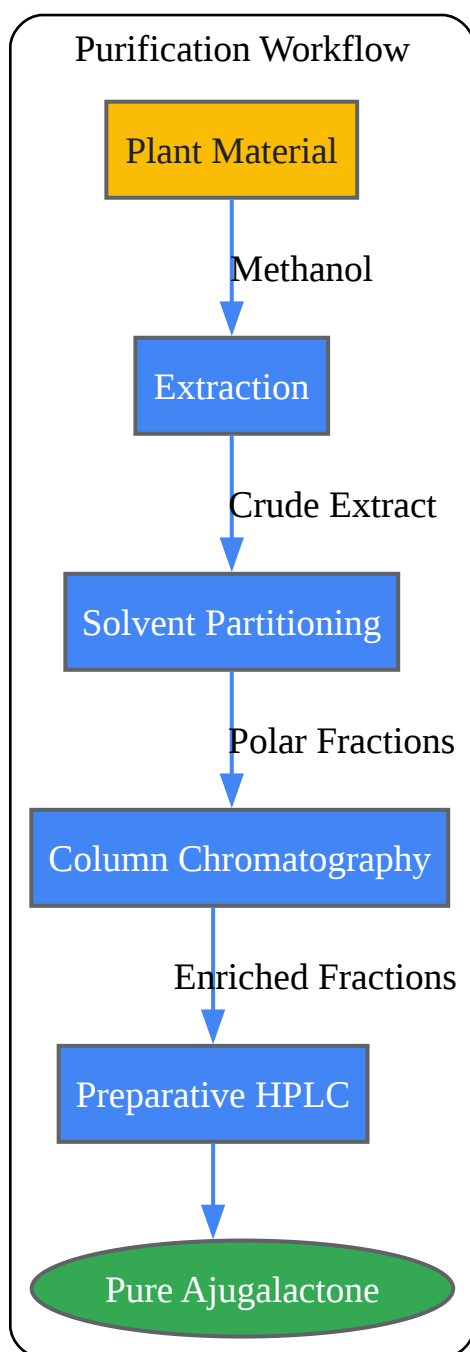 Purification Workflow
Plant Material
Methanol
Extraction
Crude Extract
Solvent Partitioning
Polar Fractions
Column Chromatography
Enriched Fractions
Preparative HPLC
Pure Ajugalactone